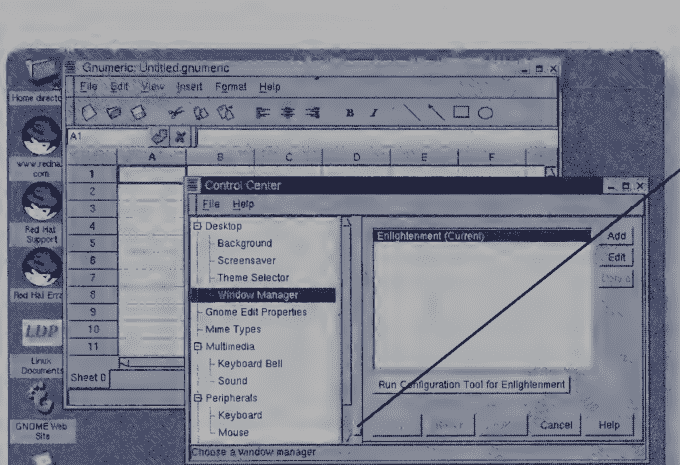 Gnumeric: Untitled.gnumeric
File Edit View Insert Format Help
Home directo
B I
A1
A B C D E F
1
2
3
4
5
6
7
8
9
10
11
Sheet 0
www.redha
com
Red Hat
Support
Red Hat Erra
LDP
Linux
Documents
GNOME Web
Site
Control Center
File Help
Desktop
Background
Screensaver
Theme Selector
Window Manager
Gnome Edit Properties
Mime Types
Multimedia
Keyboard Bell
Sound
Peripherals
Keyboard
Mouse
Enlightenment (Current)
Add
Edit
Run Configuration Tool for Enlightenment
Cancel Help
Choose a window manager